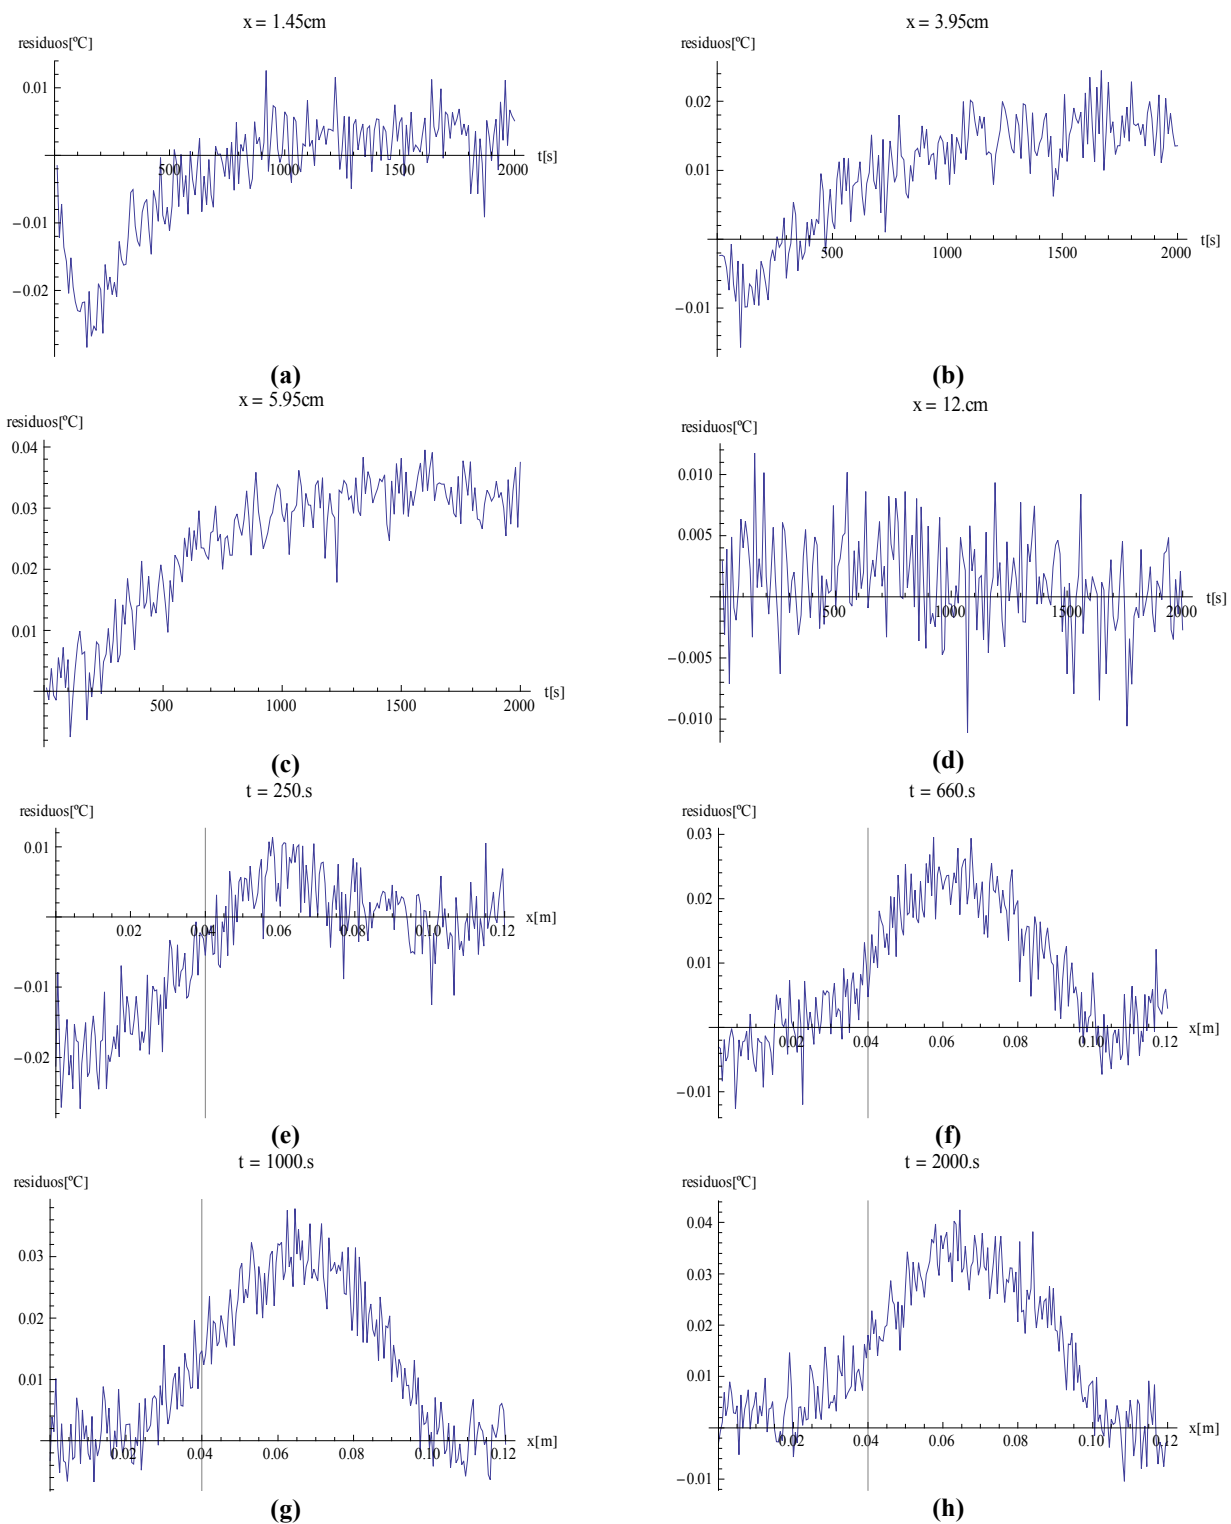 x = 1.45cm
residuos[ºC]
0.01
−0.01
−0.02
500
1000
1500
2000
t[s]
(a)
x = 3.95cm
residuos[ºC]
0.02
0.01
−0.01
500
1000
1500
2000
t[s]
(b)
x = 5.95cm
residuos[ºC]
0.04
0.03
0.02
0.01
500
1000
1500
2000
t[s]
(c)
x = 12.cm
residuos[ºC]
0.010
0.005
−0.005
−0.010
500
1000
1500
2000
t[s]
(d)
t = 250.s
residuos[ºC]
0.01
−0.01
−0.02
0.02
0.04
0.06
0.08
0.10
0.12
x[m]
(e)
t = 660.s
residuos[ºC]
0.03
0.02
0.01
−0.01
0.02
0.04
0.06
0.08
0.10
0.12
x[m]
(f)
t = 1000.s
residuos[ºC]
0.03
0.02
0.01
0.02
0.04
0.06
0.08
0.10
0.12
x[m]
(g)
t = 2000.s
residuos[ºC]
0.04
0.03
0.02
0.01
−0.01
0.02
0.04
0.06
0.08
0.10
0.12
x[m]
(h)